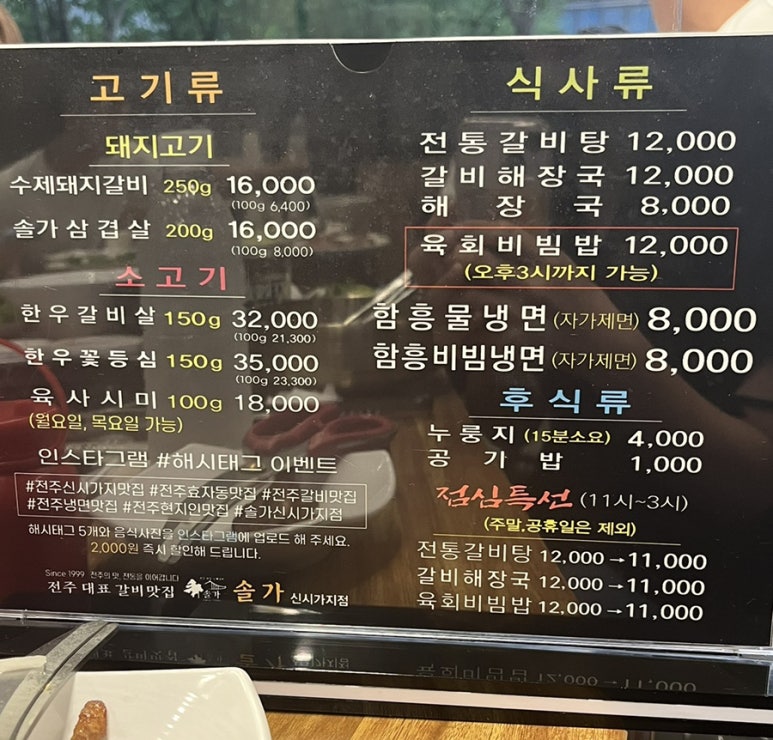 고기류
돼지고기
수제돼지갈비 250g 16,000
(100g 6,400)
솔가삼겹살 200g 16,000
(100g 8,000)
소고기
한우갈비살 150g 32,000
(100g 21,300)
한우꽃등심 150g 35,000
(100g 23,300)
육사시미 100g 18,000
(월요일, 목요일 가능)
인스타그램 #해시태그 이벤트
#전주신시가지맛집 #전주효자동맛집 #전주갈비맛집
#전주냉면맛집 #전주현지인맛집 #솔가신시가지점
해시태그 5개와 음식사진을 인스타그램에 업로드 해 주세요.
2,000원 즉시 할인해 드립니다.
Since 1999 전주의 맛, 전통을 이어갑니다
전주 대표 갈비맛집 솔가 솔가 신시가지점
식사류
전통갈비탕 12,000
갈비해장국 12,000
해장국 8,000
육회비빔밥 12,000
(오후3시까지 가능)
함흥물냉면 (자가제면) 8,000
함흥비빔냉면 (자가제면) 8,000
후식류
누룽지 (15분소요) 4,000
공기밥 1,000
점심특선 (11시~3시)
(주말,공휴일은 제외)
전통갈비탕 12,000→11,000
갈비해장국 12,000→11,000
육회비빔밥 12,000→11,000